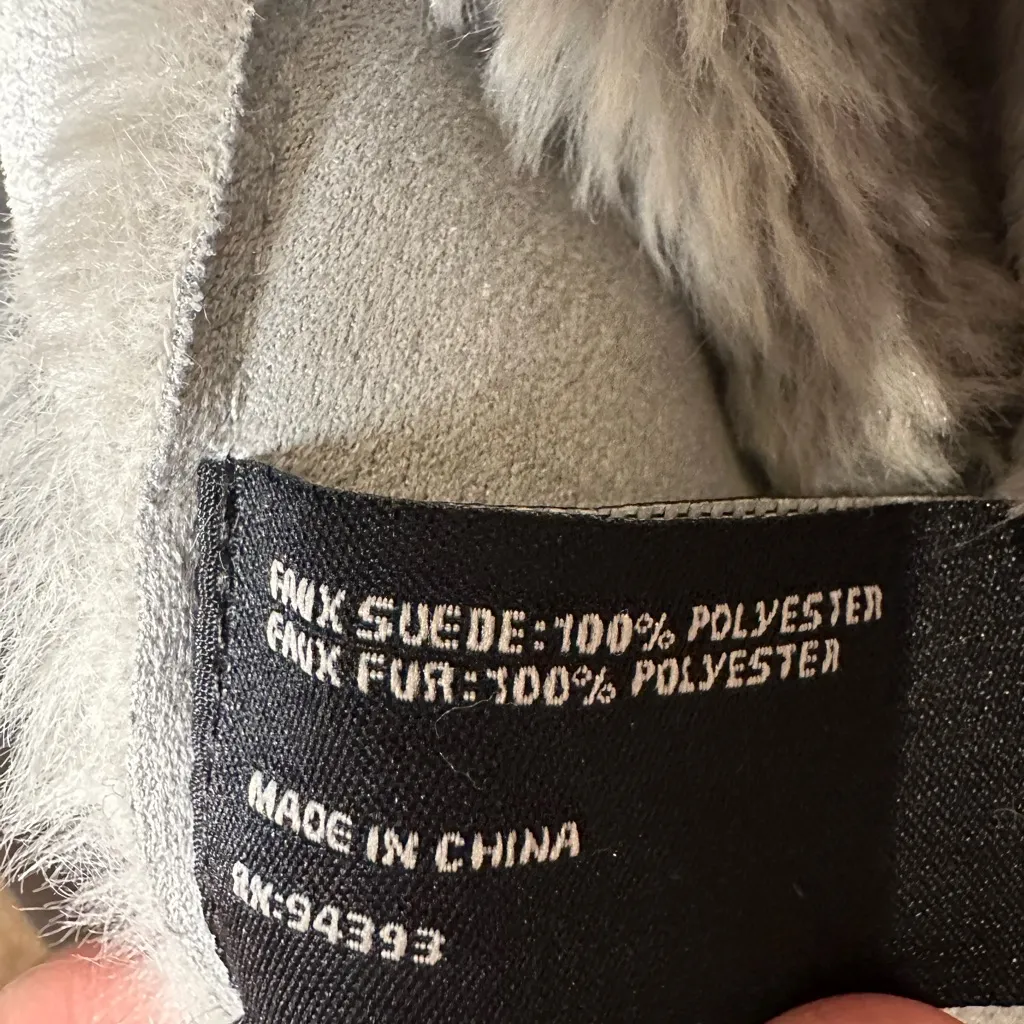 FAUX SUEDE:100% POLYESTER
FAUX FUR:100% POLYESTER
MADE IN CHINA
RN:94393